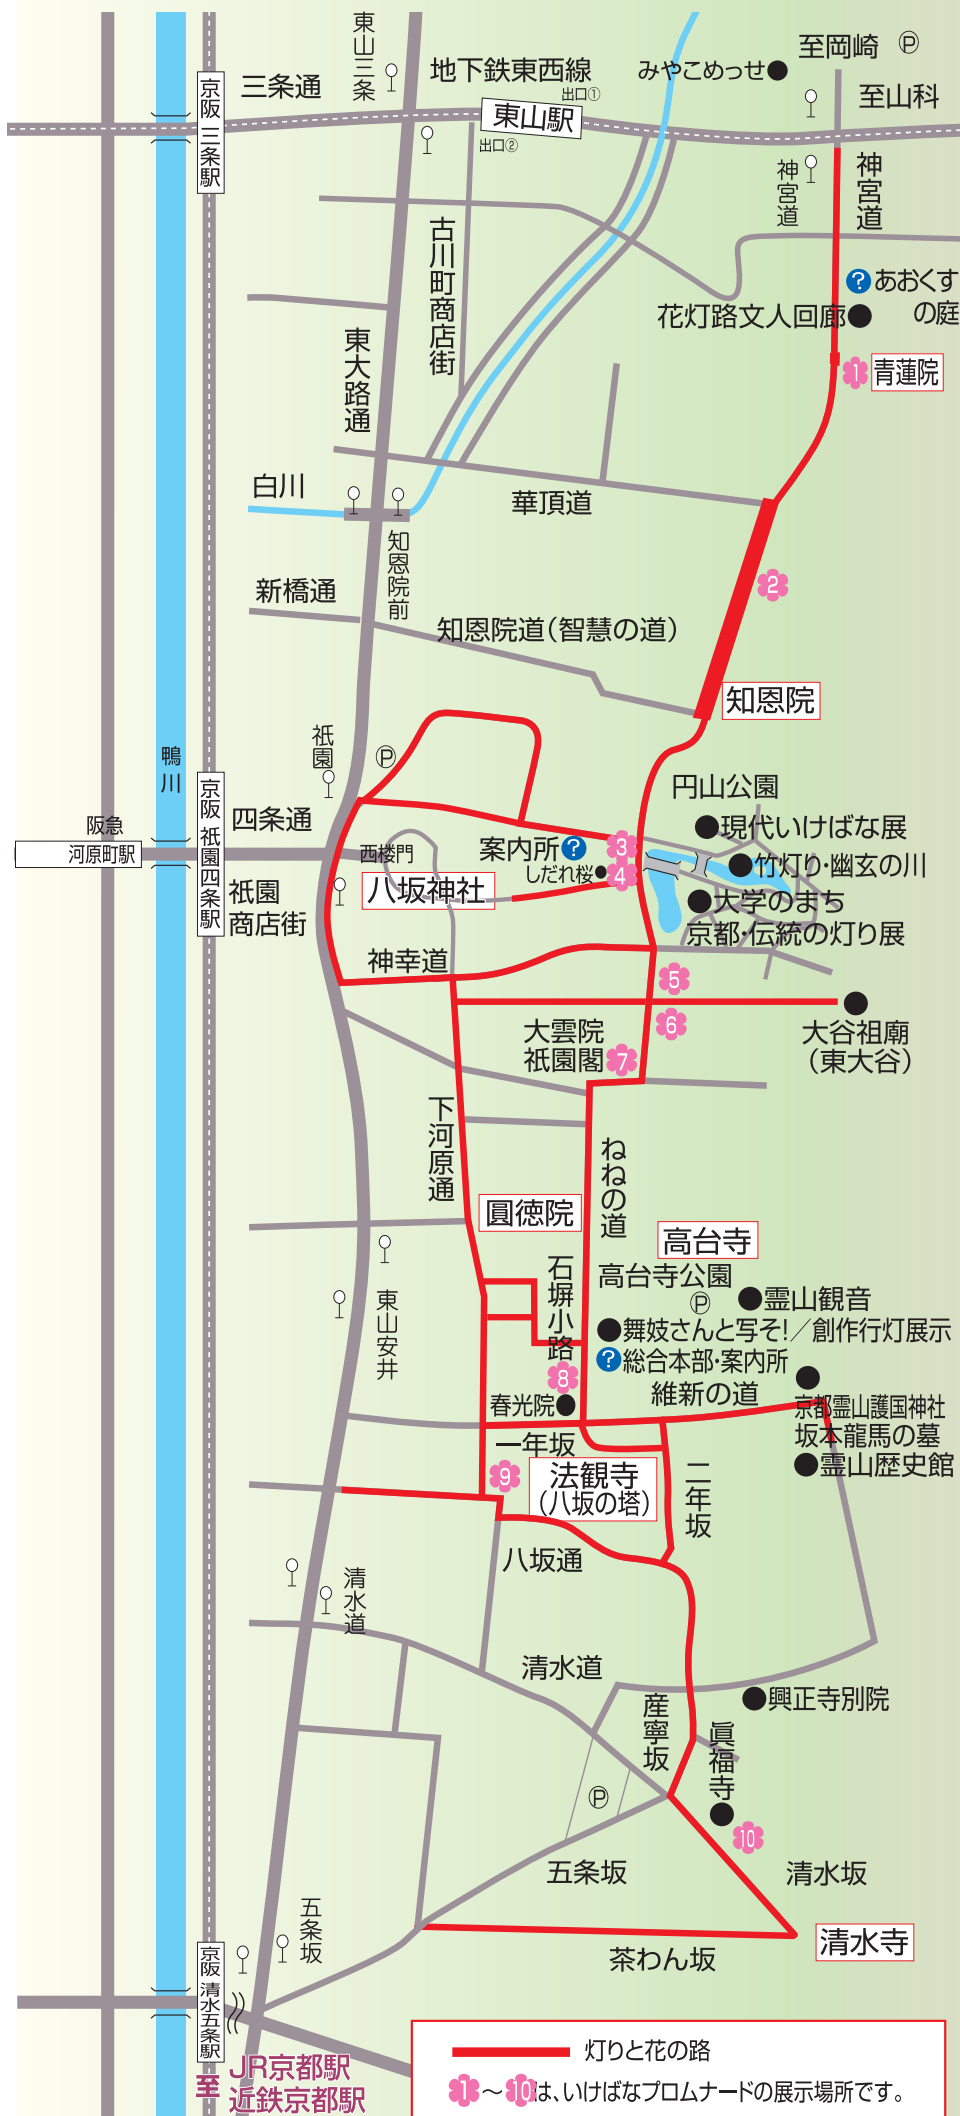 東山三条
地下鉄東西線
出口①
みやこめっせ
至岡崎 Ⓟ
三条通
至山科
京阪 三条駅
東山駅
出口②
神宮道
神宮道
古川町商店街
? あおくすの庭
花灯路文人回廊
東大路通
1 青蓮院
白川
華頂道
知恩院前
新橋通
2
知恩院道(智慧の道)
知恩院
祇園
Ⓟ
鴨川
円山公園
京阪 祇園四条駅
四条通
阪急
河原町駅
現代いけばな展
案内所 ?
3
西楼門
しだれ桜
4
竹灯り・幽玄の川
八坂神社
祇園
商店街
大学のまち
京都・伝統の灯り展
神幸道
5
6
大雲院
祇園閣
7
大谷祖廟
(東大谷)
下河原通
ねねの道
圓徳院
高台寺
石塀小路
高台寺公園
Ⓟ
霊山観音
東山安井
舞妓さんと写そ!/創作行灯展示
? 総合本部・案内所
8
維新の道
春光院
京都霊山護国神社
坂本龍馬の墓
一年坂
霊山歴史館
9
法観寺
(八坂の塔)
二年坂
八坂通
清水道
清水道
産寧坂
興正寺別院
眞福寺
Ⓟ
10
五条坂
清水坂
五条坂
清水寺
茶わん坂
京阪 清水五条駅
至 JR京都駅
近鉄京都駅
灯りと花の路
1～10は、いけばなプロムナードの展示場所です。